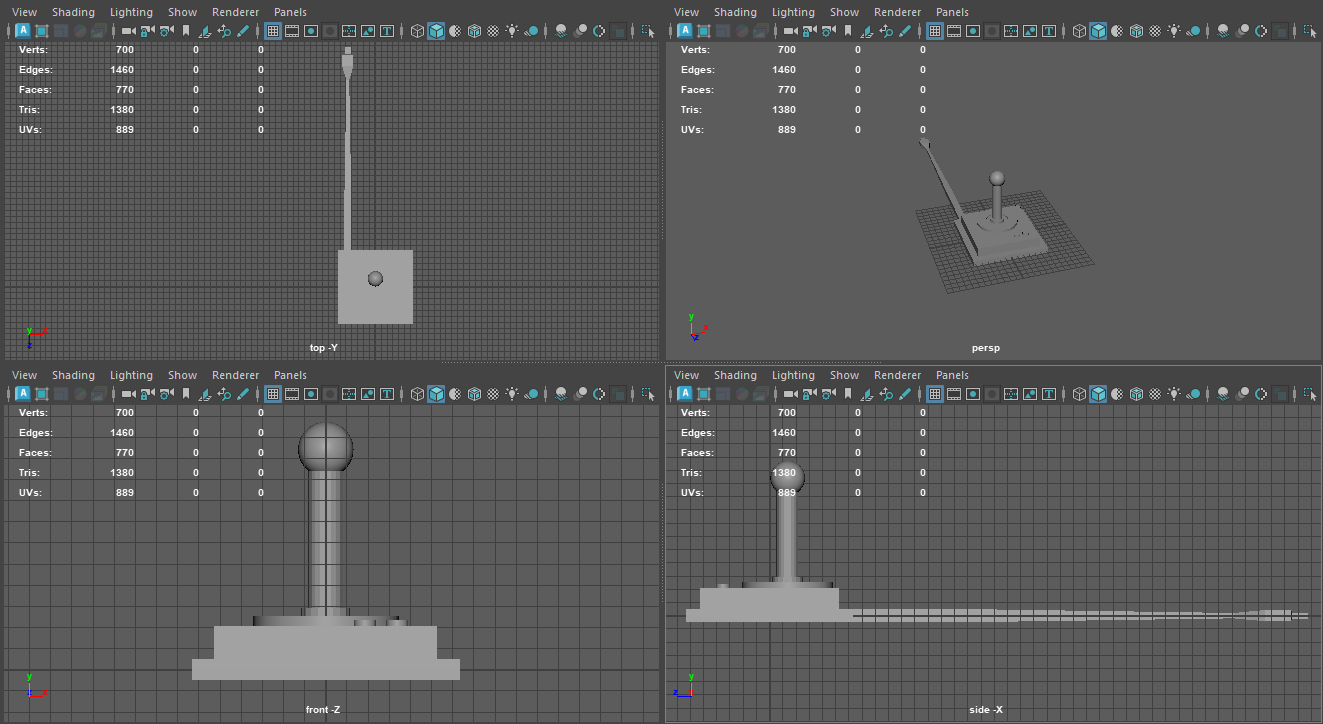 View Shading Lighting Show Renderer Panels
Verts: 700 0 0
Edges: 1460 0 0
Faces: 770 0 0
Tris: 1380 0 0
UVs: 889 0 0
y
x
z
top -Y
View Shading Lighting Show Renderer Panels
Verts: 700 0 0
Edges: 1460 0 0
Faces: 770 0 0
Tris: 1380 0 0
UVs: 889 0 0
y
x
z
persp
View Shading Lighting Show Renderer Panels
Verts: 700 0 0
Edges: 1460 0 0
Faces: 770 0 0
Tris: 1380 0 0
UVs: 889 0 0
y
z x
front -Z
View Shading Lighting Show Renderer Panels
Verts: 700 0 0
Edges: 1460 0 0
Faces: 770 0 0
Tris: 1380 0 0
UVs: 889 0 0
y
z
side -X